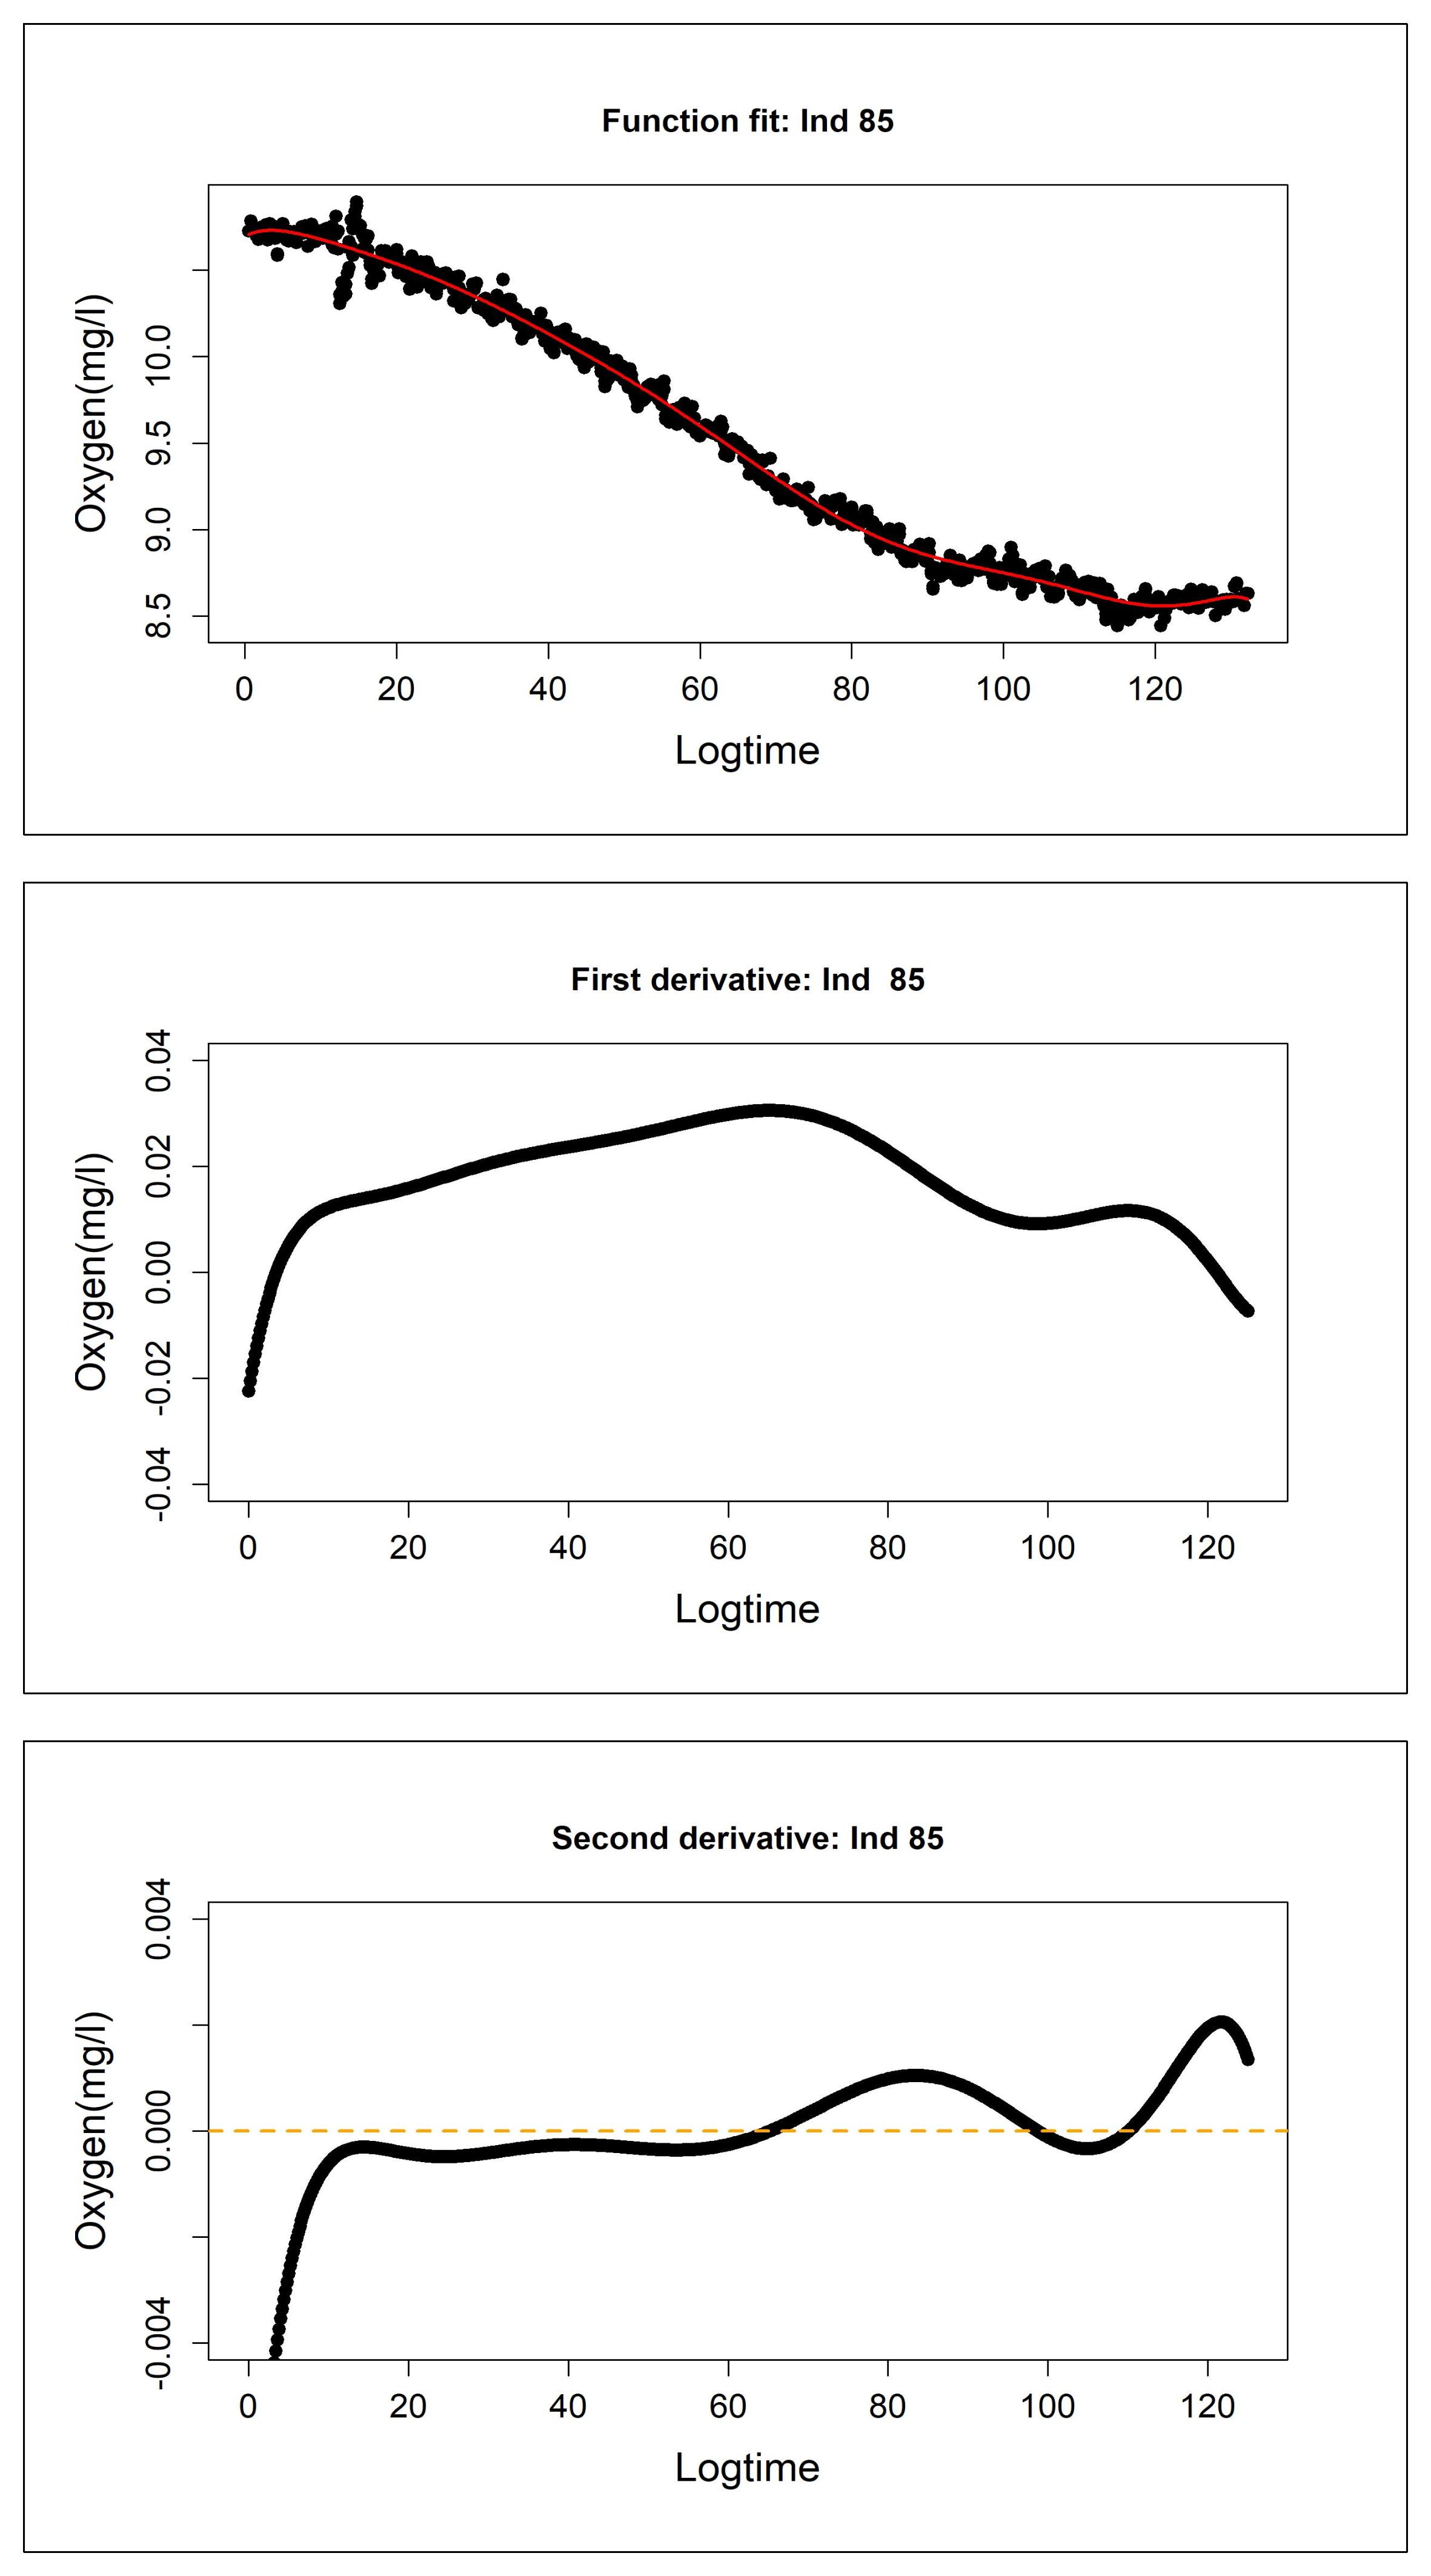 Function fit: Ind 85
Oxygen(mg/l)
10.0
9.5
9.0
8.5
0 20 40 60 80 100 120
Logtime
First derivative: Ind 85
Oxygen(mg/l)
0.04
0.02
0.00
-0.02
-0.04
0 20 40 60 80 100 120
Logtime
Second derivative: Ind 85
Oxygen(mg/l)
0.004
0.000
-0.004
0 20 40 60 80 100 120
Logtime